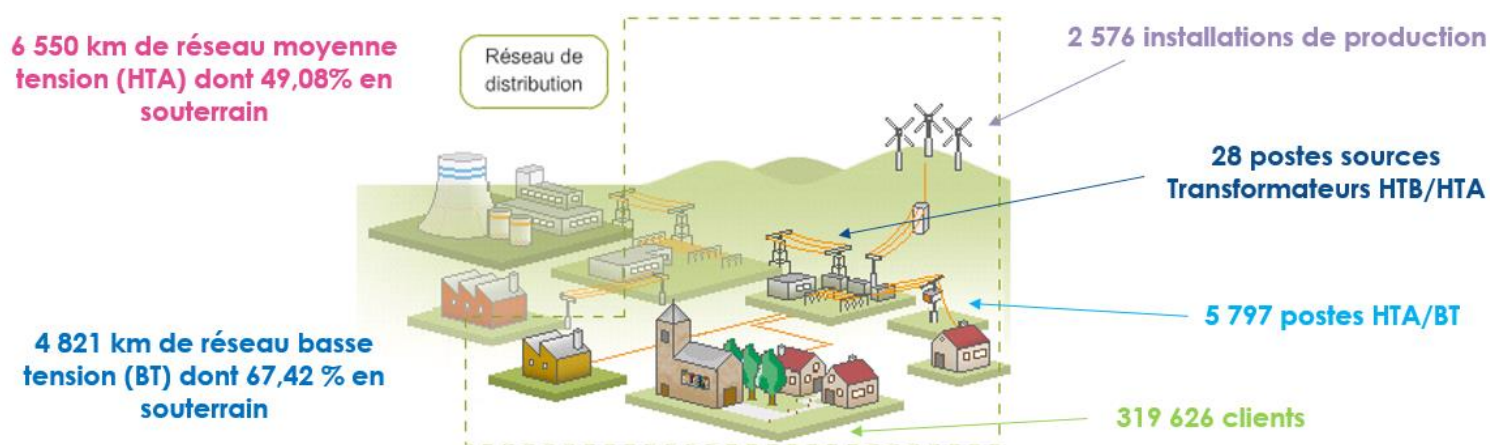 6 550 km de réseau moyenne
tension (HTA) dont 49,08% en
souterrain
Réseau de
distribution
2 576 installations de production
28 postes sources
Transformateurs HTB/HTA
5 797 postes HTA/BT
4 821 km de réseau basse
tension (BT) dont 67,42 % en
souterrain
319 626 clients